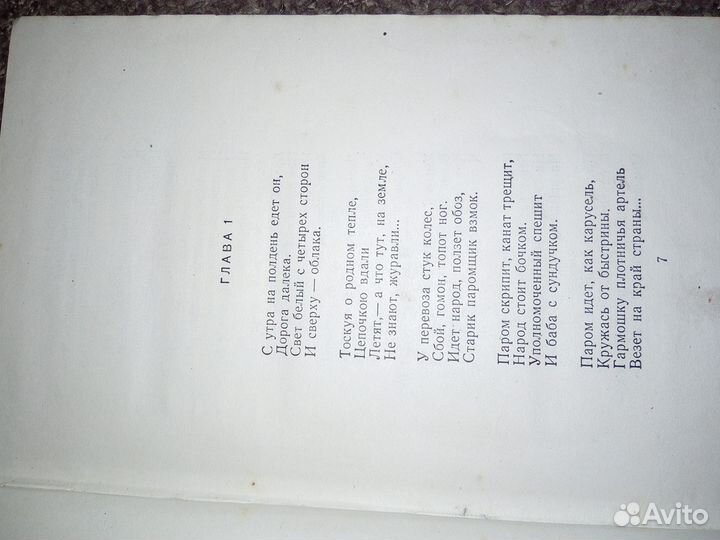 ГЛАВА 1
С утра на полдень едет он,
Дорога далека.
Свет белый с четырех сторон
И сверху — облака.
Тоскуя о родном тепле,
Цепочкою вдали
Летят,— а что тут, на земле,
Не знают, журавли...
У перевоза стук колес,
Сбой, гомон, топот ног.
Идет народ, ползет обоз,
Старик паромщик взмок.
Паром скрипит, канат трещит,
Народ стоит бочком.
Уполномоченный спешит
И баба с сундучком.
Паром идет, как карусель,
Кружась от быстрины.
Гармошку плотничья артель
Везет на край страны...
7
Avito